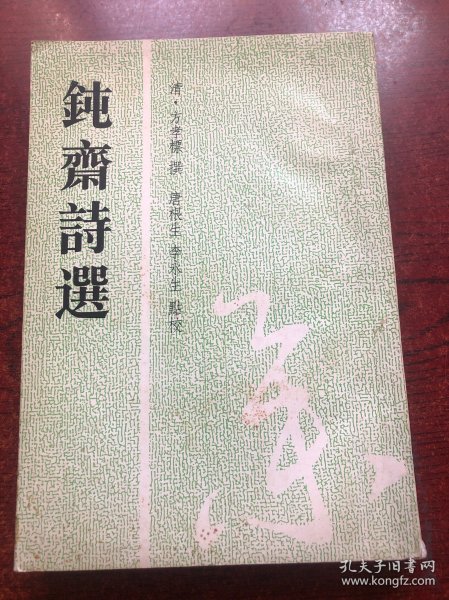 鈍齋詩選
清·方孝標 撰 唐根生 李永生 點校
孔夫子旧书网
www.kongfz.com